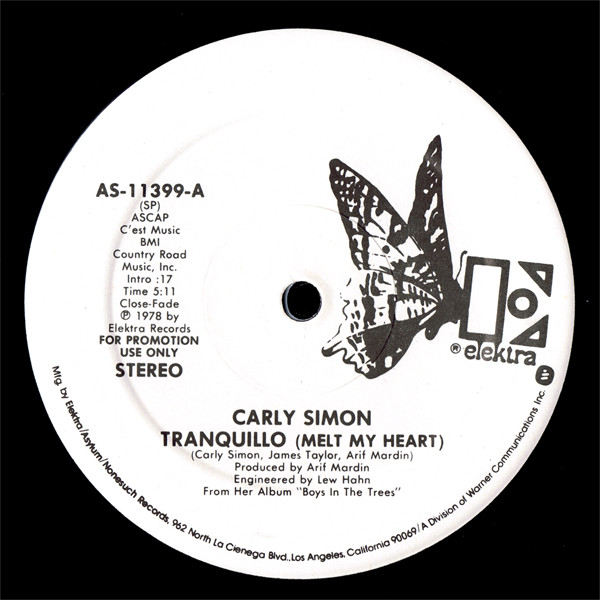 AS-11399-A
(SP)
ASCAP
C'est Music
BMI
Country Road
Music, Inc.
Intro :17
Time 5:11
Close-Fade
Ⓟ 1978 by
Elektra Records
FOR PROMOTION
USE ONLY
STEREO
® elektra
CARLY SIMON
TRANQUILLO (MELT MY HEART)
(Carly Simon, James Taylor, Arif Mardin)
Produced by Arif Mardin
Engineered by Lew Hahn
From Her Album "Boys In The Trees"
Mfg. by Elektra/Asylum/Nonesuch Records, 962 North La Cienega Blvd., Los Angeles, California 90069/A Division of Warner Communications Inc.